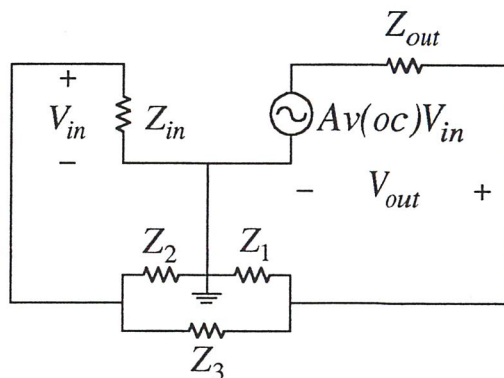 Z_out
+
V_in
Z_in
Av(oc)V_in
−
− V_out +
Z_2 Z_1
Z_3